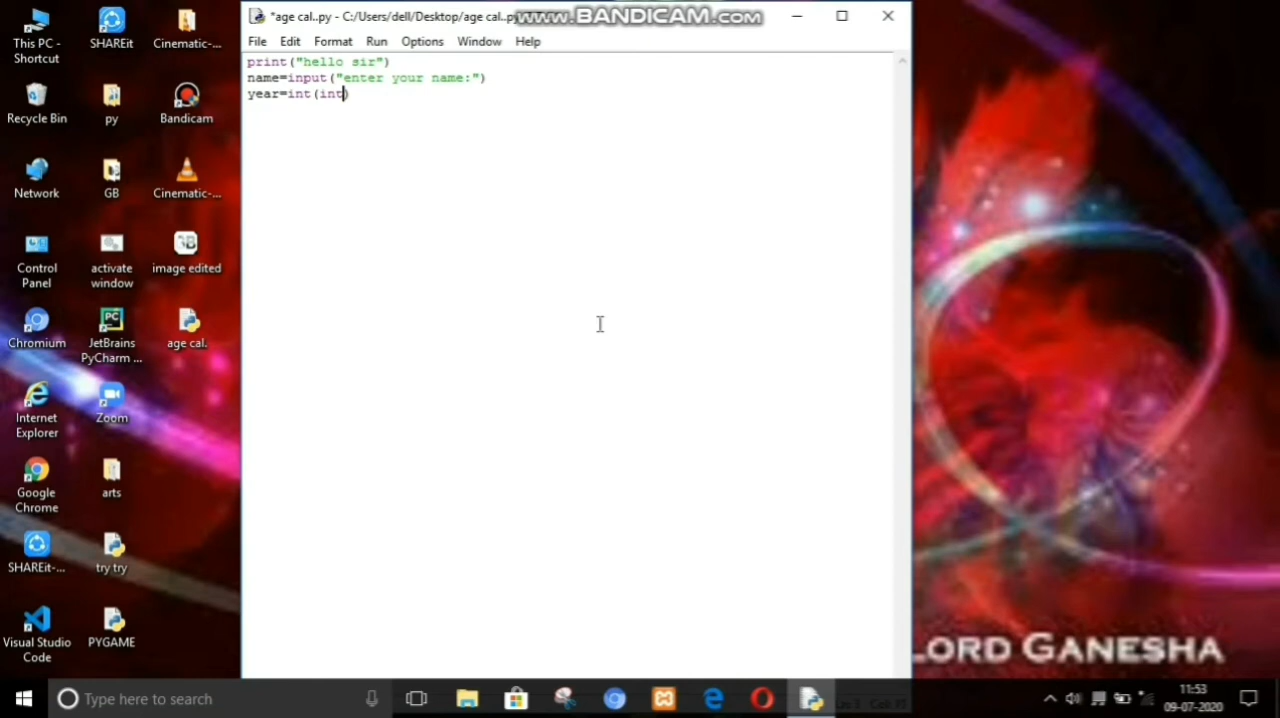 *age cal..py - C:/Users/dell/Desktop/age cal..py
www.BANDICAM.com
File Edit Format Run Options Window Help
print("hello sir")
name=input("enter your name:")
year=int(int)
This PC - Shortcut
SHAREit
Cinematic-...
Recycle Bin
py
Bandicam
Network
GB
Cinematic-...
Control Panel
activate window
image edited
Chromium
JetBrains PyCharm ...
age cal.
Internet Explorer
Zoom
Google Chrome
arts
SHAREit-...
try try
Visual Studio Code
PYGAME
LORD GANESHA
Type here to search
11:53
09-07-2020